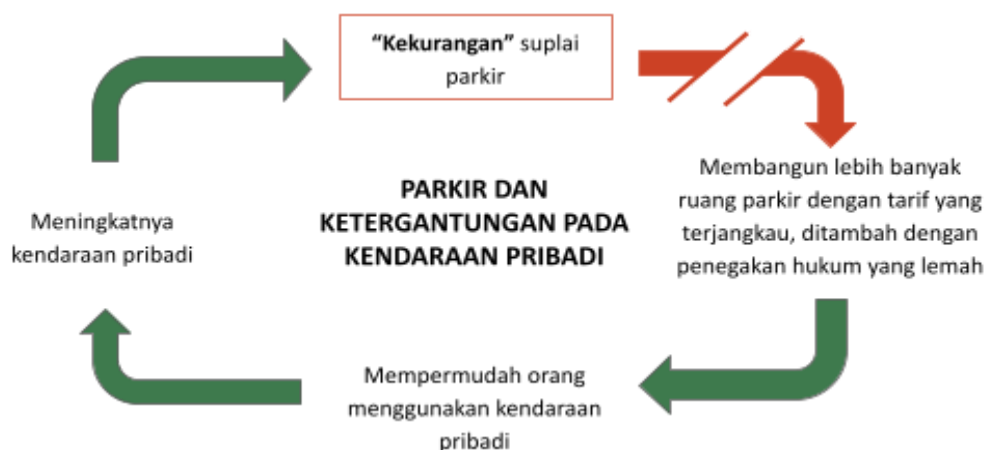 “Kekurangan” suplai
parkir
Membangun lebih banyak
ruang parkir dengan tarif yang
terjangkau, ditambah dengan
penegakan hukum yang lemah
PARKIR DAN
KETERGANTUNGAN PADA
KENDARAAN PRIBADI
Meningkatnya
kendaraan pribadi
Mempermudah orang
menggunakan kendaraan
pribadi